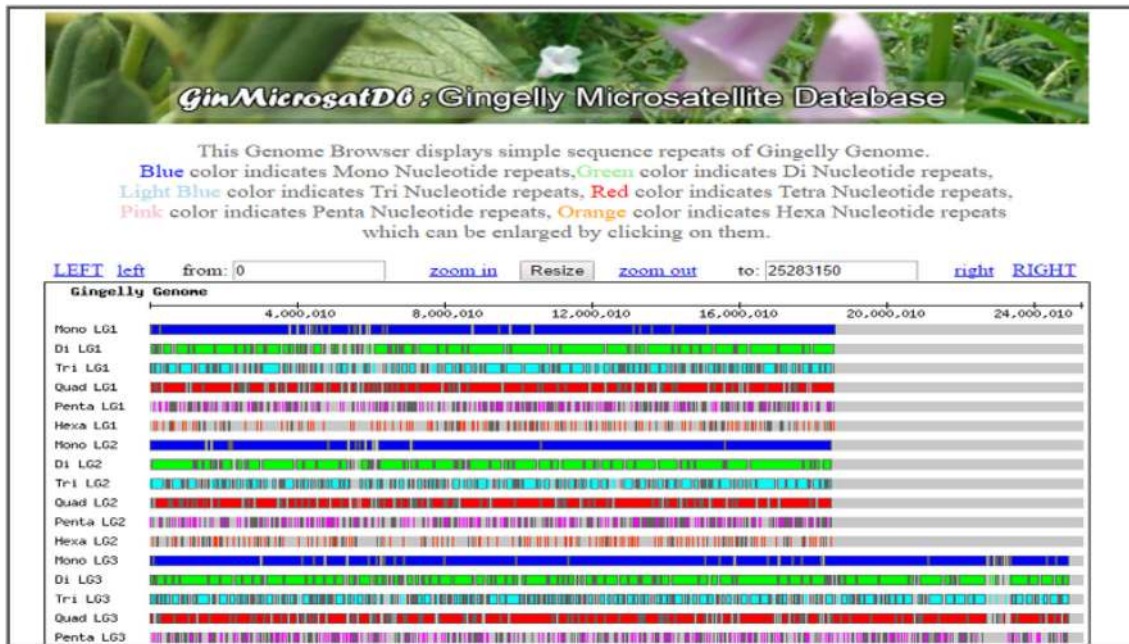 GinMicrosatDb : Gingelly Microsatellite Database
This Genome Browser displays simple sequence repeats of Gingelly Genome.
Blue color indicates Mono Nucleotide repeats,Green color indicates Di Nucleotide repeats,
Light Blue color indicates Tri Nucleotide repeats, Red color indicates Tetra Nucleotide repeats,
Pink color indicates Penta Nucleotide repeats, Orange color indicates Hexa Nucleotide repeats
which can be enlarged by clicking on them.
LEFT left from: 0 zoom in Resize zoom out to: 25283150 right RIGHT
Gingelly Genome
4,000,010 8,000,010 12,000,010 16,000,010 20,000,010 24,000,010
Mono LG1
Di LG1
Tri LG1
Quad LG1
Penta LG1
Hexa LG1
Mono LG2
Di LG2
Tri LG2
Quad LG2
Penta LG2
Hexa LG2
Mono LG3
Di LG3
Tri LG3
Quad LG3
Penta LG3